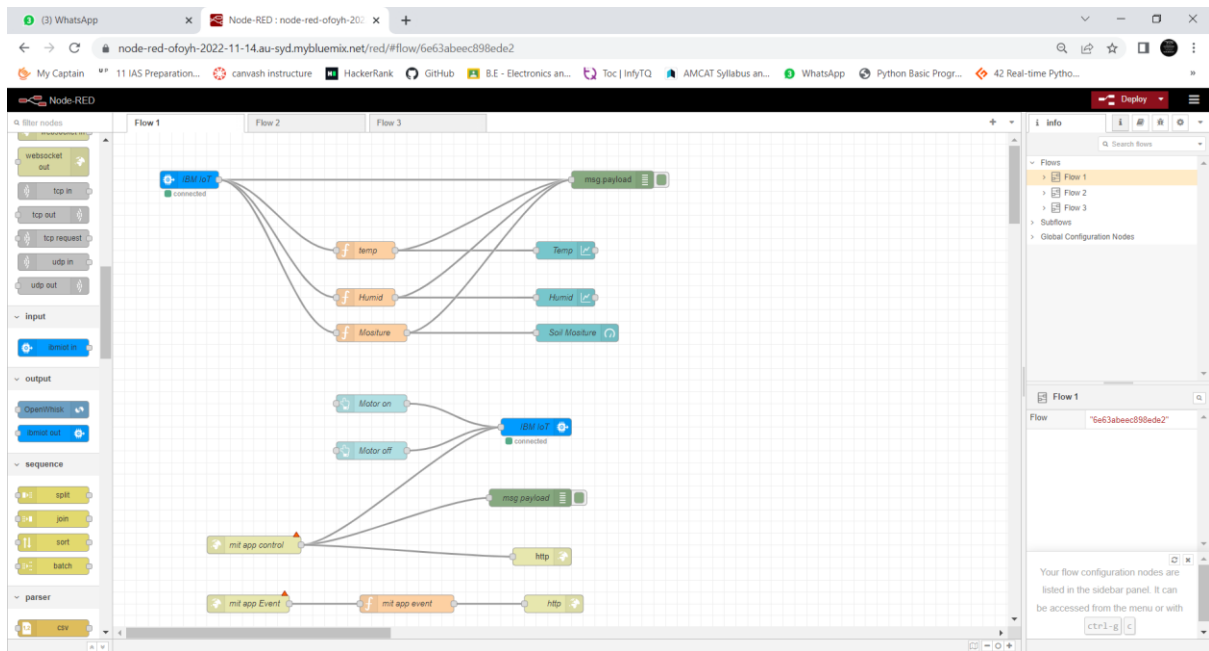 (3) WhatsApp
Node-RED : node-red-ofoyh-202
node-red-ofoyh-2022-11-14.au-syd.mybluemix.net/red/#flow/6e63abeec898ede2
My Captain
11 IAS Preparation...
canvash instructure
HackerRank
GitHub
B.E - Electronics an...
Toc | InfyTQ
AMCAT Syllabus an...
WhatsApp
Python Basic Progr...
42 Real-time Pytho...
Node-RED
Deploy
filter nodes
Flow 1
Flow 2
Flow 3
info
Search flows
websocket out
tcp in
tcp out
tcp request
udp in
udp out
input
ibmiot in
output
OpenWhisk
ibmiot out
sequence
split
join
sort
batch
parser
csv
IBM IoT
connected
msg.payload
temp
Temp
Humid
Humid
Mositure
Soil Mositure
Motor on
Motor off
IBM IoT
connected
msg.payload
mit app control
http
mit app Event
mit app event
http
Flows
Flow 1
Flow 2
Flow 3
Subflows
Global Configuration Nodes
Flow 1
Flow
"6e63abeec898ede2"
Your flow configuration nodes are
listed in the sidebar panel. It can
be accessed from the menu or with
ctrl-g c